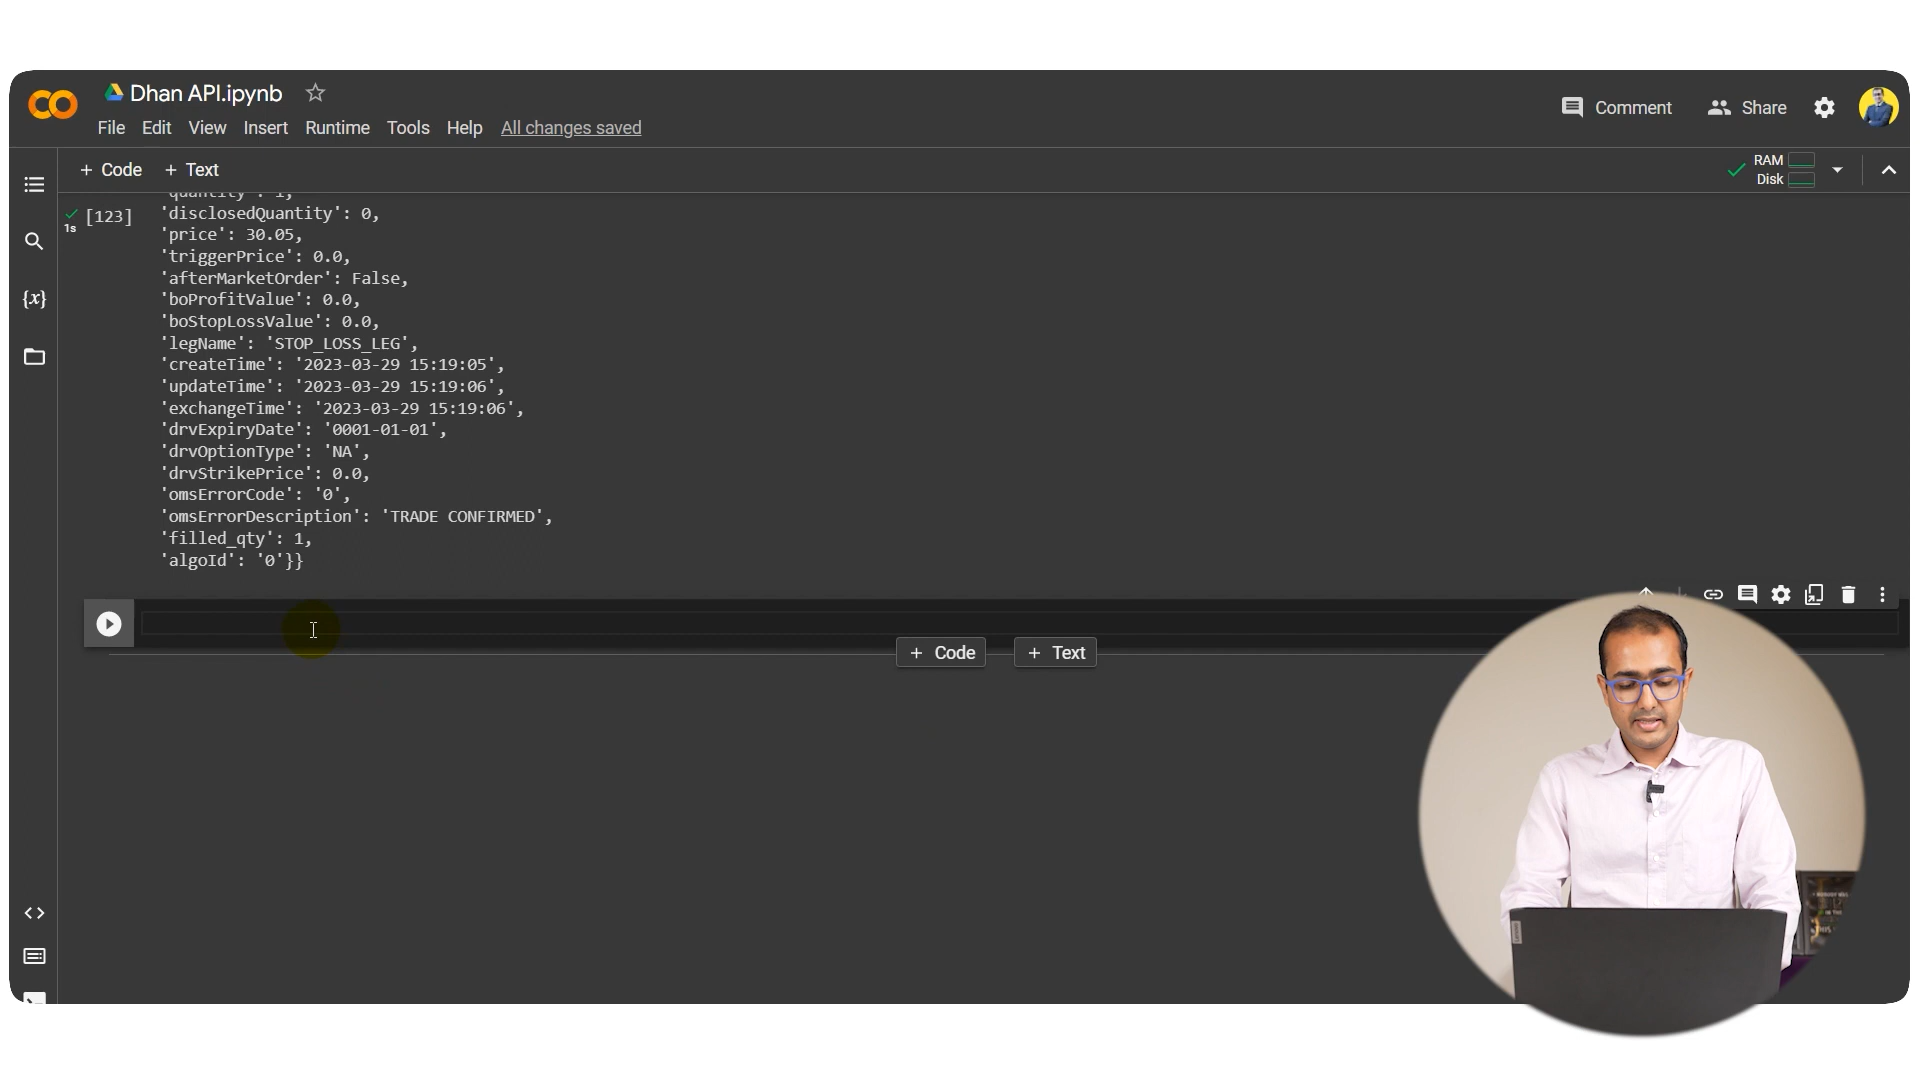 Dhan API.ipynb
Comment
Share
File Edit View Insert Runtime Tools Help All changes saved
+ Code + Text
RAM
Disk
'quantity': 1,
1s
[123]
'disclosedQuantity': 0,
'price': 30.05,
'triggerPrice': 0.0,
'afterMarketOrder': False,
'boProfitValue': 0.0,
'boStopLossValue': 0.0,
'legName': 'STOP_LOSS_LEG',
'createTime': '2023-03-29 15:19:05',
'updateTime': '2023-03-29 15:19:06',
'exchangeTime': '2023-03-29 15:19:06',
'drvExpiryDate': '0001-01-01',
'drvOptionType': 'NA',
'drvStrikePrice': 0.0,
'omsErrorCode': '0',
'omsErrorDescription': 'TRADE CONFIRMED',
'filled_qty': 1,
'algoId': '0'}}
+ Code + Text
Lenovo